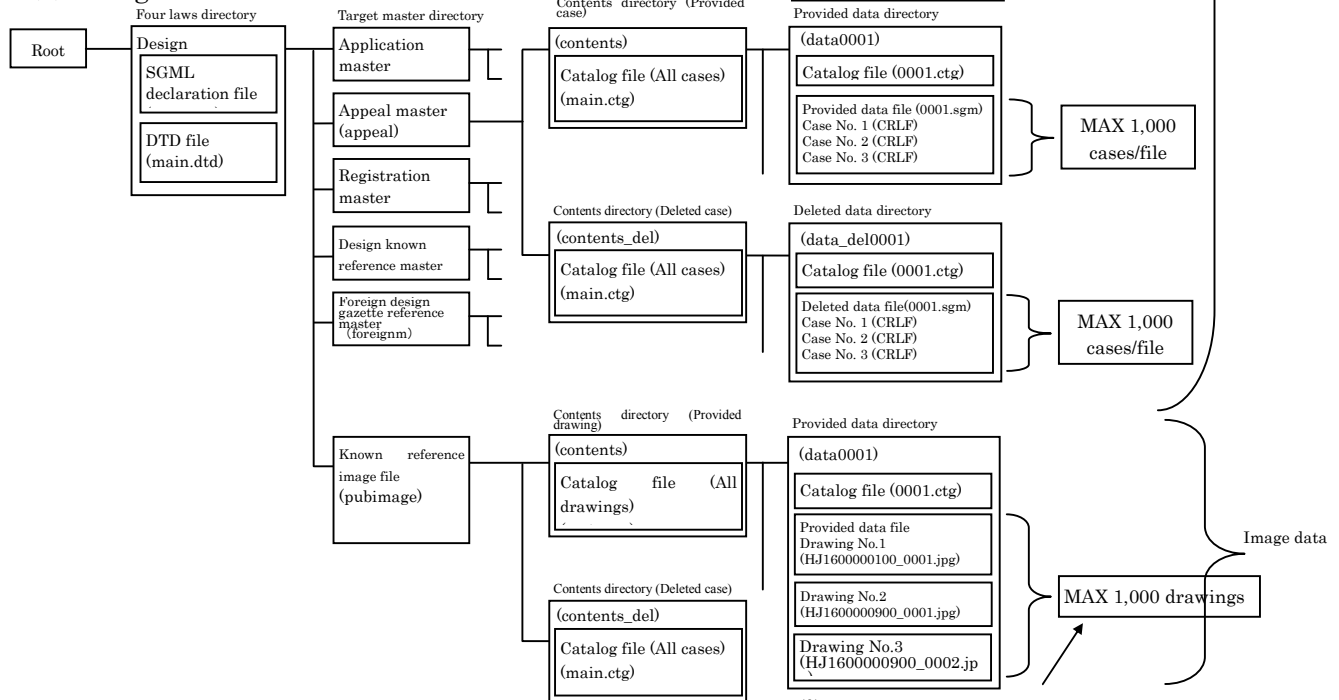 Four laws directory
Root
Design
SGML
declaration file
DTD file
(main.dtd)
Target master directory
Application
master
Appeal master
(appeal)
Registration
master
Design known
reference master
Foreign design
gazette reference
master
(foreignm)
Known reference
image file
(pubimage)
Contents directory (Provided
case)
(contents)
Catalog file (All cases)
(main.ctg)
Contents directory (Deleted case)
(contents_del)
Catalog file (All cases)
(main.ctg)
Contents directory (Provided
drawing)
(contents)
Catalog file (All
drawings)
Contents directory (Deleted case)
(contents_del)
Catalog file (All cases)
(main.ctg)
Provided data directory
(data0001)
Catalog file (0001.ctg)
Provided data file (0001.sgm)
Case No. 1 (CRLF)
Case No. 2 (CRLF)
Case No. 3 (CRLF)
MAX 1,000
cases/file
Deleted data directory
(data_del0001)
Catalog file (0001.ctg)
Deleted data file(0001.sgm)
Case No. 1 (CRLF)
Case No. 2 (CRLF)
Case No. 3 (CRLF)
MAX 1,000
cases/file
Provided data directory
(data0001)
Catalog file (0001.ctg)
Provided data file
Drawing No.1
(HJ1600000100_0001.jpg)
Drawing No.2
(HJ1600000900_0001.jpg)
Drawing No.3
(HJ1600000900_0002.jp
MAX 1,000 drawings
Image data